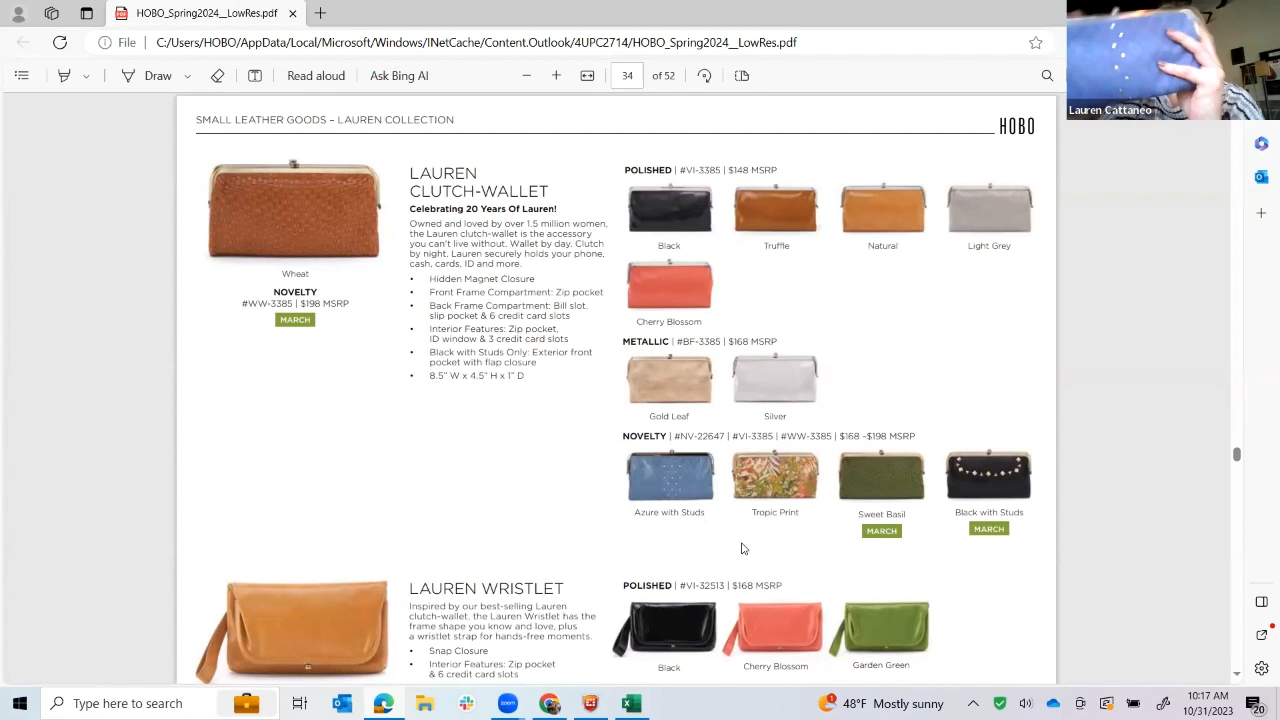 HOBO_Spring2024__LowRes.pdf
File
C:/Users/HOBO/AppData/Local/Microsoft/Windows/INetCache/Content.Outlook/4UPC2714/HOBO_Spring2024__LowRes.pdf
Draw
Read aloud
Ask Bing AI
34 of 52
Lauren Cattaneo
SMALL LEATHER GOODS – LAUREN COLLECTION
HOBO
Wheat
NOVELTY
#WW-3385 | $198 MSRP
MARCH
LAUREN
CLUTCH-WALLET
Celebrating 20 Years Of Lauren!
Owned and loved by over 1.5 million women,
the Lauren clutch-wallet is the accessory
you can't live without. Wallet by day. Clutch
by night. Lauren securely holds your phone,
cash, cards, ID and more.
• Hidden Magnet Closure
• Front Frame Compartment: Zip pocket
• Back Frame Compartment: Bill slot,
slip pocket & 6 credit card slots
• Interior Features: Zip pocket,
ID window & 3 credit card slots
• Black with Studs Only: Exterior front
pocket with flap closure
• 8.5” W x 4.5” H x 1” D
POLISHED | #VI-3385 | $148 MSRP
Black
Truffle
Natural
Light Grey
Cherry Blossom
METALLIC | #BF-3385 | $168 MSRP
Gold Leaf
Silver
NOVELTY | #NV-22647 | #VI-3385 | #WW-3385 | $168 –$198 MSRP
Azure with Studs
Tropic Print
Sweet Basil
MARCH
Black with Studs
MARCH
LAUREN WRISTLET
Inspired by our best-selling Lauren
clutch-wallet, the Lauren Wristlet has the
frame shape you know and love, plus
a wristlet strap for hands-free moments.
• Snap Closure
• Interior Features: Zip pocket
& 6 credit card slots
POLISHED | #VI-32513 | $168 MSRP
Black
Cherry Blossom
Garden Green
Type here to search
zoom
1
48°F Mostly sunny
10:17 AM
10/31/2023
20